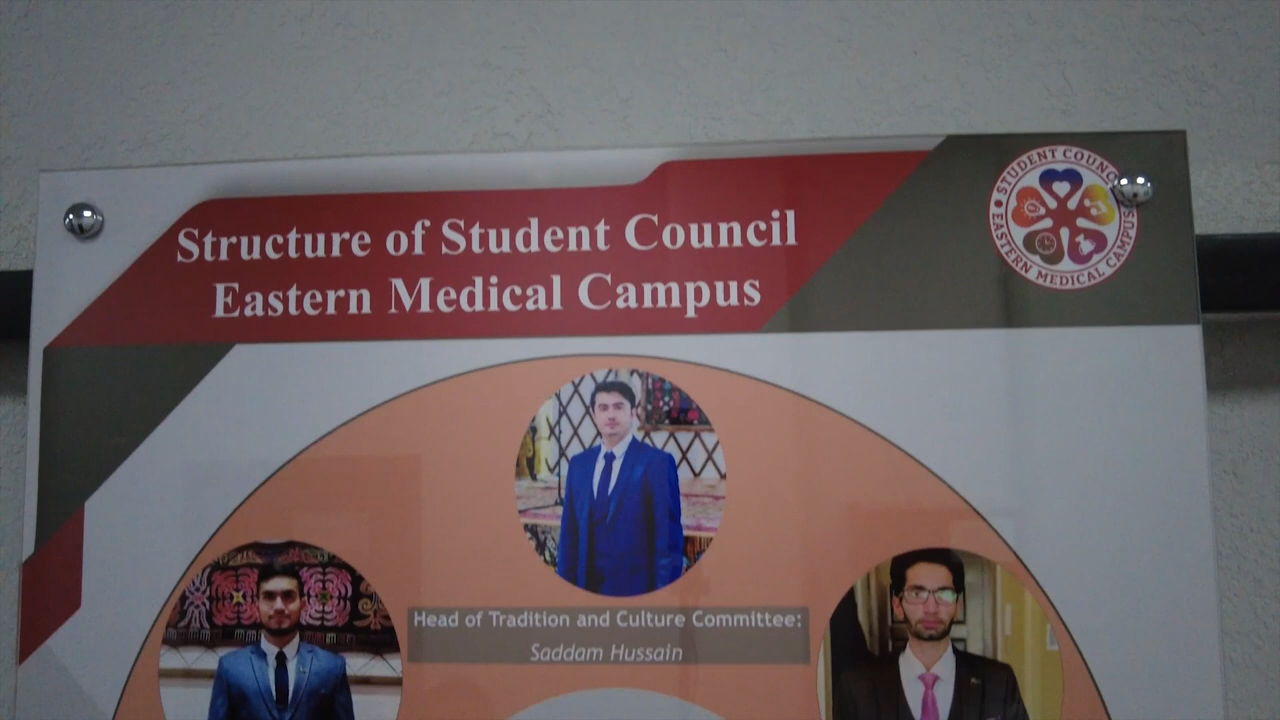 Structure of Student Council
Eastern Medical Campus
STUDENT COUNC
EASTERN MEDICAL CAMPUS
Head of Tradition and Culture Committee:
Saddam Hussain